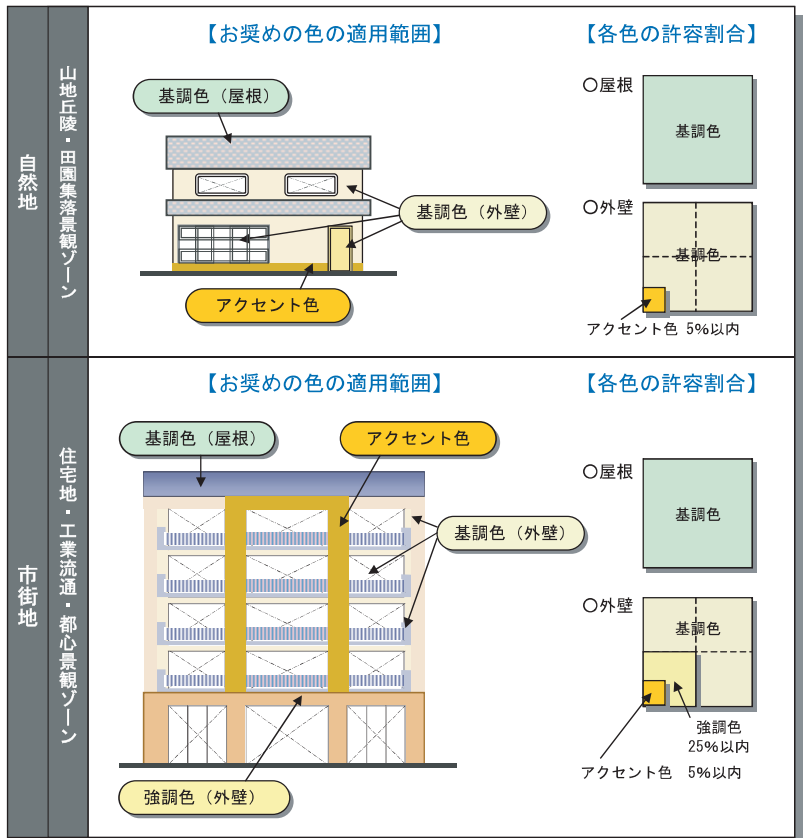 自然地
山地丘陵・田園集落景観ゾーン
【お奨めの色の適用範囲】
基調色（屋根）
基調色（外壁）
アクセント色
【各色の許容割合】
○屋根
基調色
○外壁
基調色
アクセント色 5%以内
市街地
住宅地・工業流通・都心景観ゾーン
【お奨めの色の適用範囲】
基調色（屋根）
アクセント色
基調色（外壁）
強調色（外壁）
【各色の許容割合】
○屋根
基調色
○外壁
基調色
強調色
25%以内
アクセント色 5%以内